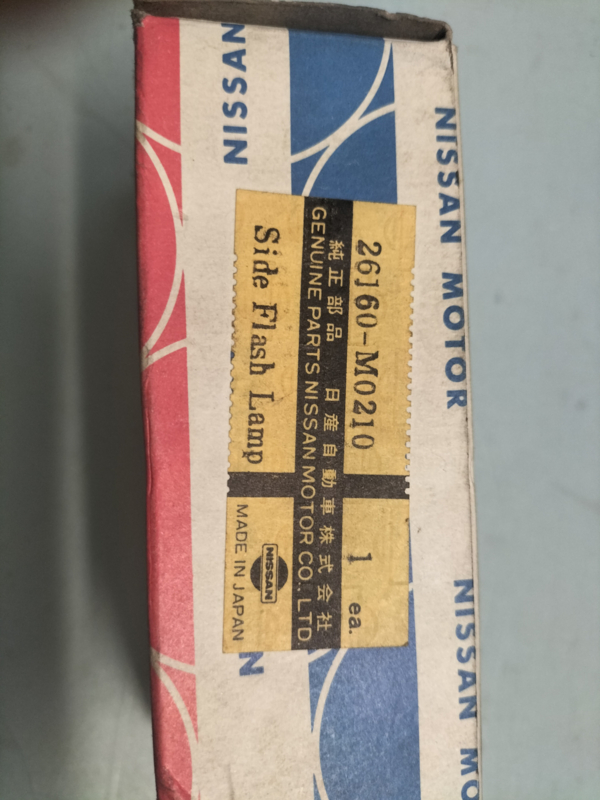 NISSAN MOTOR
NISSAN MO
NISSAN
N
26160-M0210
1 ea.
純正部品 日産自動車株式会社
GENUINE PARTS NISSAN MOTOR CO., LTD.
Side Flash Lamp
NISSAN
MADE IN JAPAN